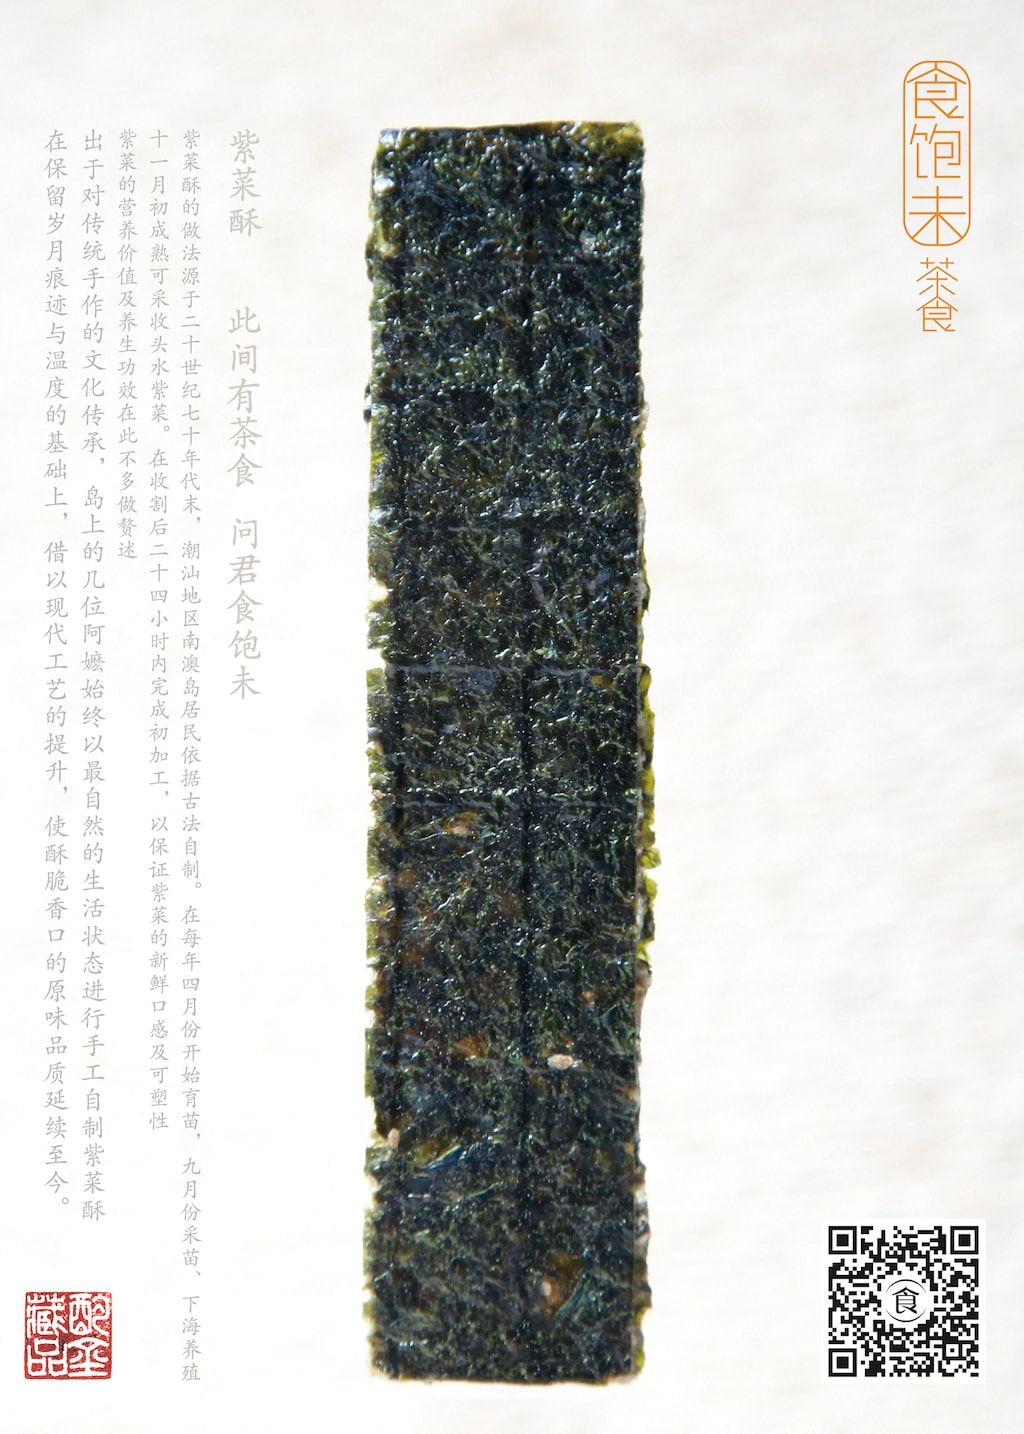 食饱未
茶食
紫菜酥 此间有茶食 问君食饱未
紫菜酥的做法源于二十世纪七十年代末，潮汕地区南澳岛居民依据古法自制。在每年四月份开始育苗，九月份采苗、下海养殖
十一月初成熟可采收头水紫菜。在收割后二十四小时内完成初加工，以保证紫菜的新鲜口感及可塑性
紫菜的营养价值及养生功效在此不多做赘述
出于对传统手作的文化传承，岛上的几位阿嬷始终以最自然的生活状态进行手工自制紫菜酥
在保留岁月痕迹与温度的基础上，借以现代工艺的提升，使酥脆香口的原味品质延续至今。
藏品
食